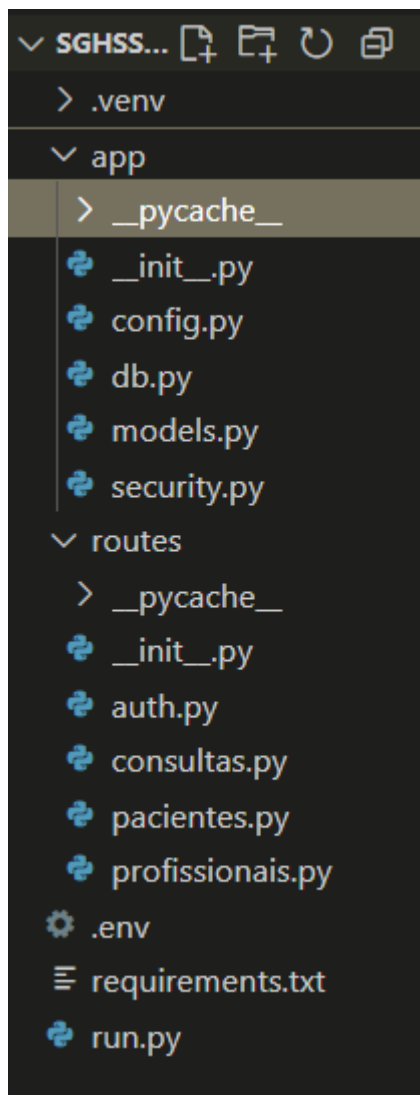 SGHSS...
.venv
app
__pycache__
__init__.py
config.py
db.py
models.py
security.py
routes
__pycache__
__init__.py
auth.py
consultas.py
pacientes.py
profissionais.py
.env
requirements.txt
run.py